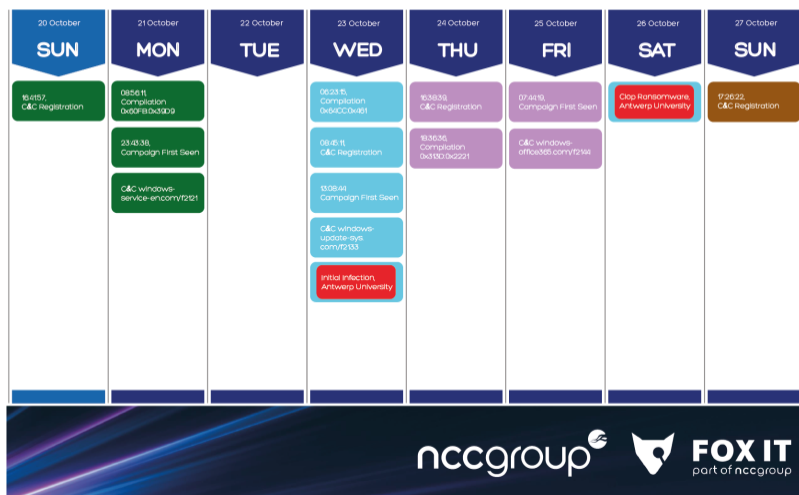 20 October
SUN
21 October
MON
22 October
TUE
23 October
WED
24 October
THU
25 October
FRI
26 October
SAT
27 October
SUN
16:41:57,
C&C Registration
08:56:11,
Compilation
0x60FB:0x39D9
23:43:38,
Campaign First Seen
C&C windows-
service-en.com/f2121
06:23:15,
Compilation
0x64CC:0x461
08:45:11,
C&C Registration
13:08:44
Campaign First Seen
C&C windows-
update-sys.
com/f2133
Initial Infection,
Antwerp University
16:38:39,
C&C Registration
18:36:36,
Compilation
0x313D:0x2221
07:44:19,
Campaign First Seen
C&C windows-
office365.com/f2144
Clop Ransomware,
Antwerp University
17:26:22,
C&C Registration
nccgroup
FOX IT
part of nccgroup